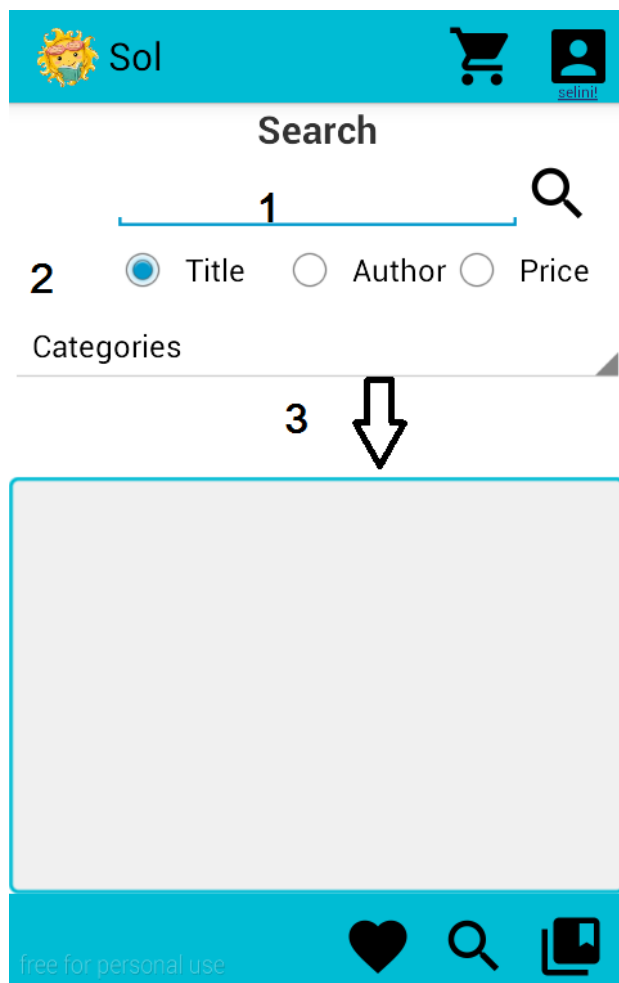 Sol
selini!
Search
1
2 Title Author Price
Categories
3
free for personal use